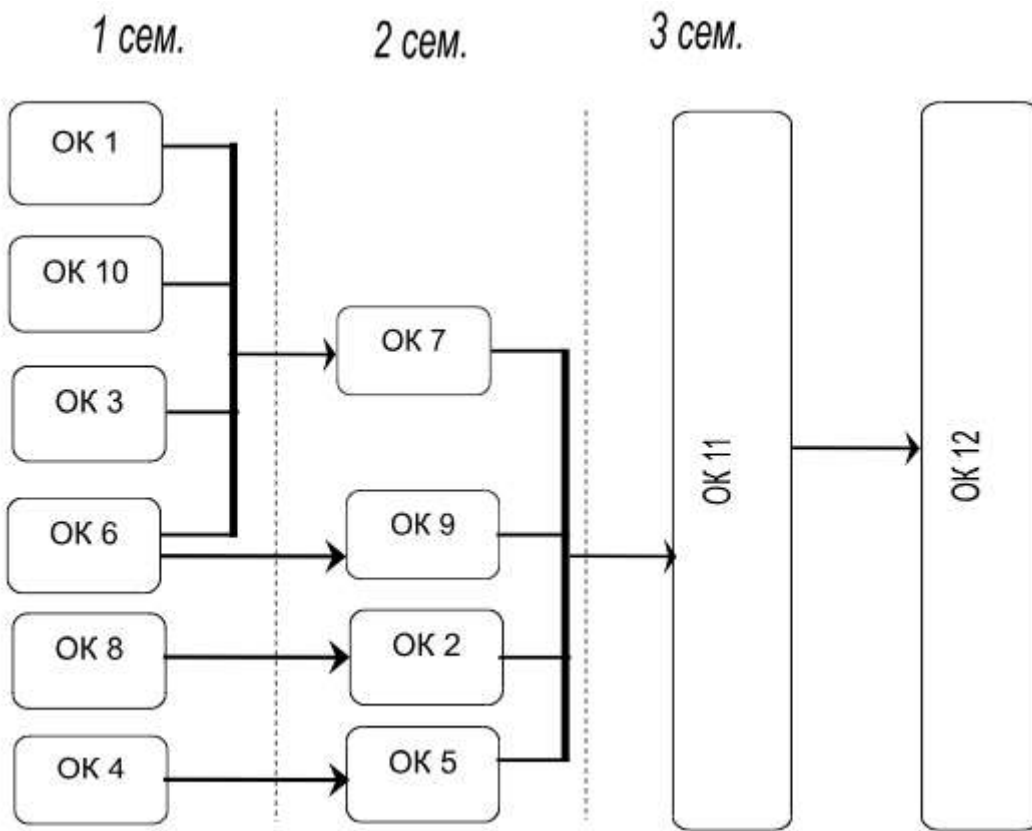 1 сем.
2 сем.
3 сем.
ОК 1
ОК 10
ОК 3
ОК 6
ОК 8
ОК 4
ОК 7
ОК 9
ОК 2
ОК 5
ОК 11
ОК 12